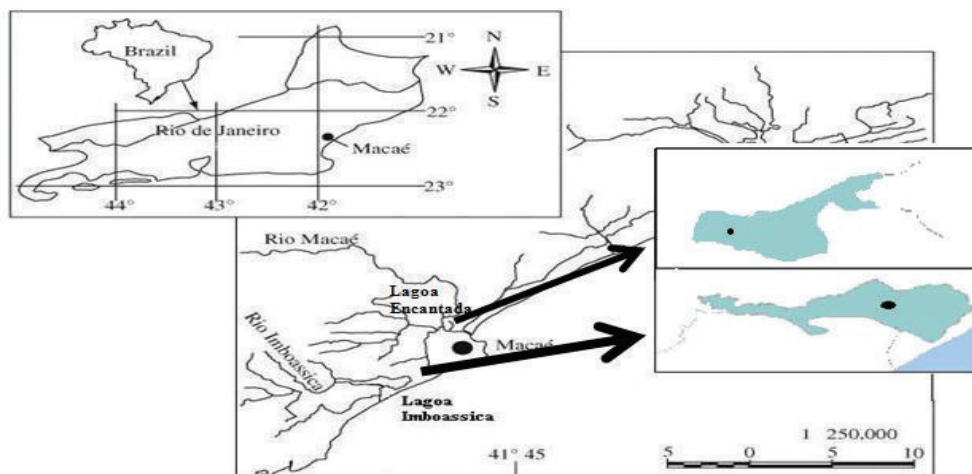 Brazil
Rio de Janeiro
Macaé
21°
22°
23°
44°
43°
42°
N
W
E
S
Rio Macaé
Lagoa
Encantada
Rio Imboassica
Macaé
Lagoa
Imboassica
41° 45
1 250.000
5 0 5 10